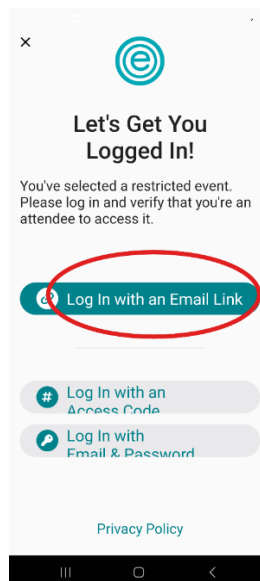 Let's Get You
Logged In!
You've selected a restricted event.
Please log in and verify that you're an
attendee to access it.
Log In with an Email Link
# Log In with an
Access Code
Log In with
Email & Password
Privacy Policy